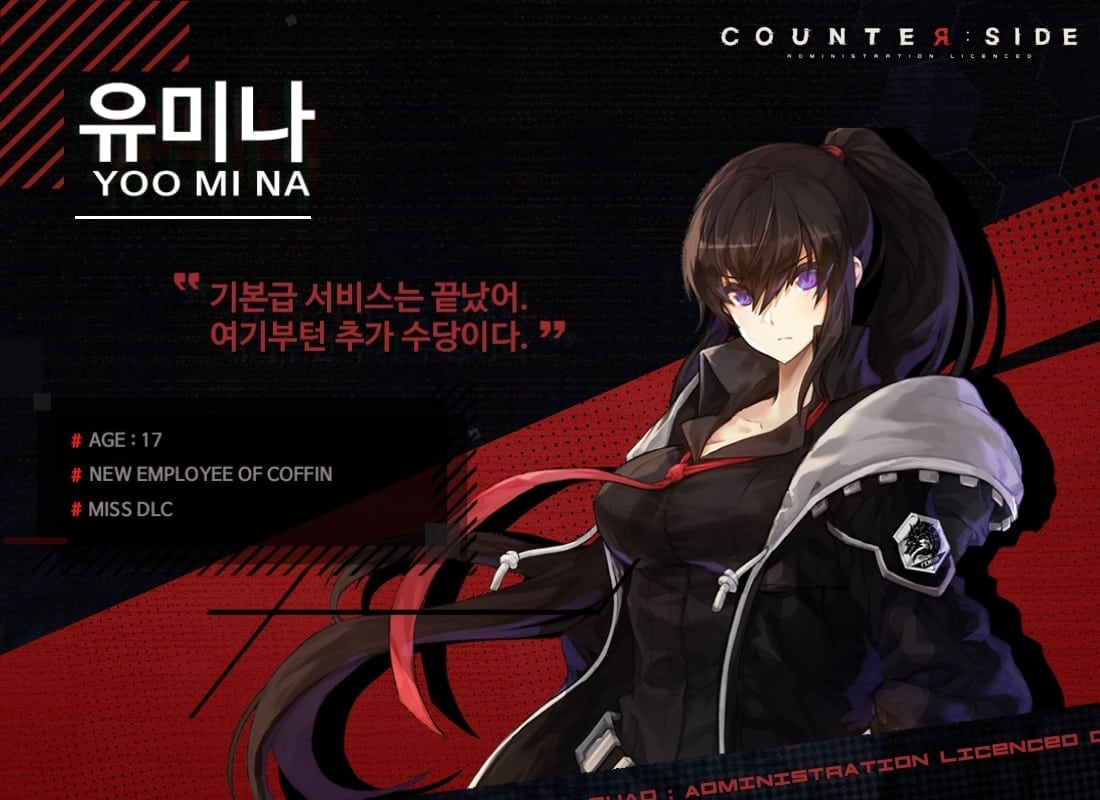 COUNTER:SIDE
ADMINISTRATION LICENCED
유미나
YOO MI NA
"기본급 서비스는 끝났어.
여기부턴 추가 수당이다."
# AGE : 17
# NEW EMPLOYEE OF COFFIN
# MISS DLC
: ADMINISTRATION LICENCED